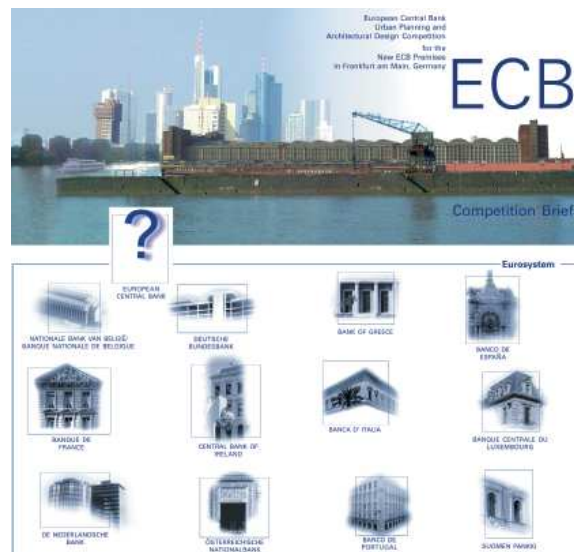 European Central Bank
Urban Planning and
Architectural Design Competition
for the
New ECB Premises
in Frankfurt am Main, Germany
ECB
Competition Brief
?
Eurosystem
EUROPEAN
CENTRAL BANK
NATIONALE BANK VAN BELGIË/
BANQUE NATIONALE DE BELGIQUE
DEUTSCHE
BUNDESBANK
BANK OF GREECE
BANCO DE
ESPAÑA
BANQUE DE
FRANCE
CENTRAL BANK OF
IRELAND
BANCA D'ITALIA
BANQUE CENTRALE DU
LUXEMBOURG
DE NEDERLANDSCHE
BANK
ÖSTERREICHISCHE
NATIONALBANK
BANCO DE
PORTUGAL
SUOMEN PANKKI